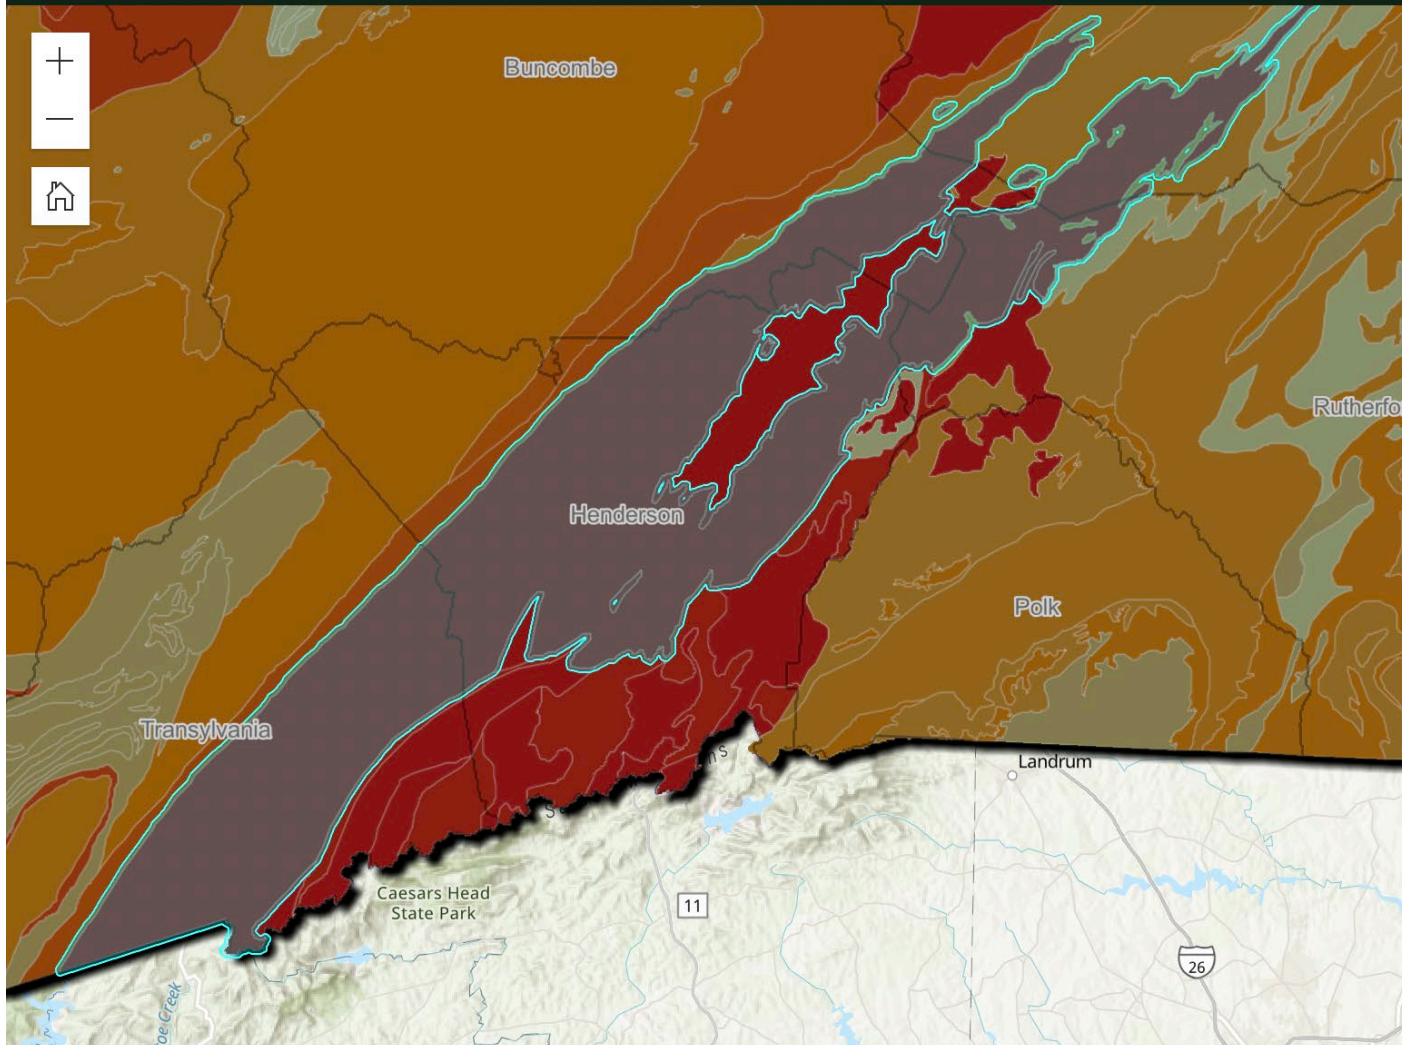 Buncombe
Rutherfo
Henderson
Polk
Transylvania
Landrum
Caesars Head
State Park
11
26